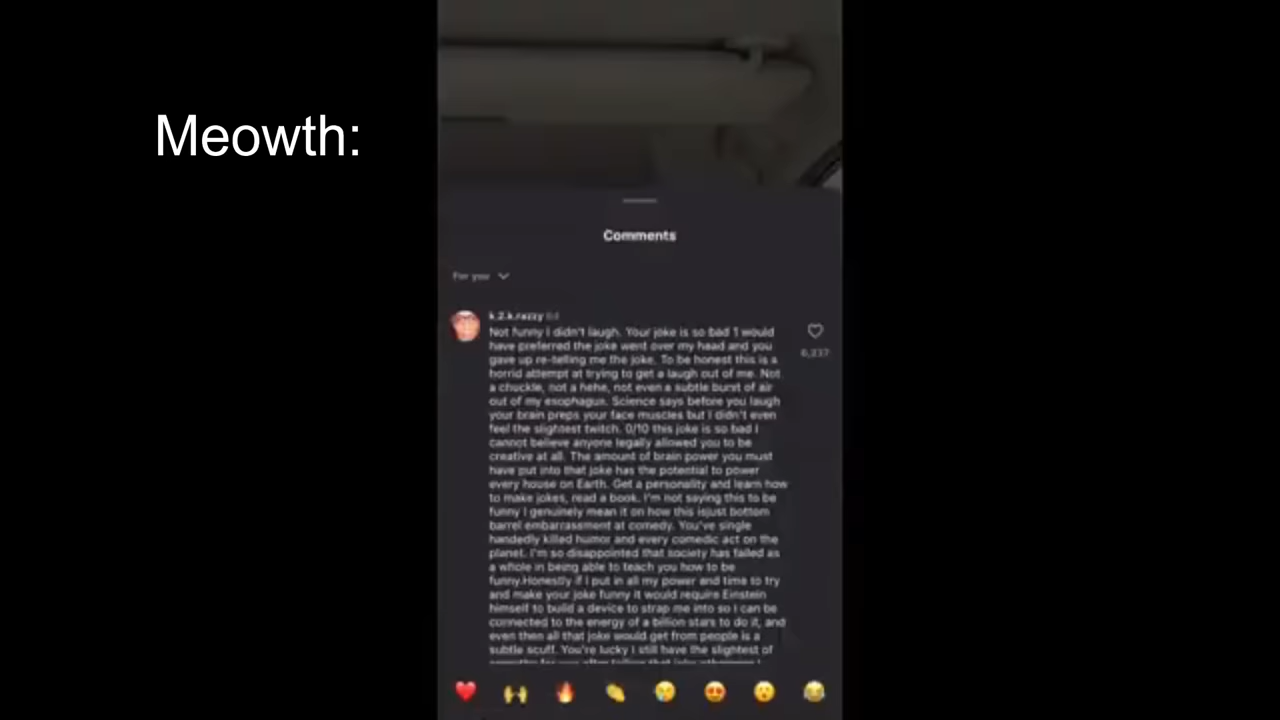 Meowth:
Comments
For you
k.2.k.razzy 6d
Not funny I didn't laugh. Your joke is so bad 1 would
have preferred the joke went over my head and you
gave up re-telling me the joke. To be honest this is a
horrid attempt at trying to get a laugh out of me. Not
a chuckle, not a hehe, not even a subtle burst of air
out of my esophagus. Science says before you laugh
your brain preps your face muscles but I didn't even
feel the slightest twitch. 0/10 this joke is so bad I
cannot believe anyone legally allowed you to be
creative at all. The amount of brain power you must
have put into that joke has the potential to power
every house on Earth. Get a personality and learn how
to make jokes, read a book. I'm not saying this to be
funny I genuinely mean it on how this isjust bottom
barrel embarrassment at comedy. You've single
handedly killed humor and every comedic act on the
planet. I'm so disappointed that society has failed as
a whole in being able to teach you how to be
funny.Honestly if I put in all my power and time to try
and make your joke funny it would require Einstein
himself to build a device to strap me into so I can be
connected to the energy of a billion stars to do it, and
even then all that joke would get from people is a
subtle scuff. You're lucky I still have the slightest of
6,237